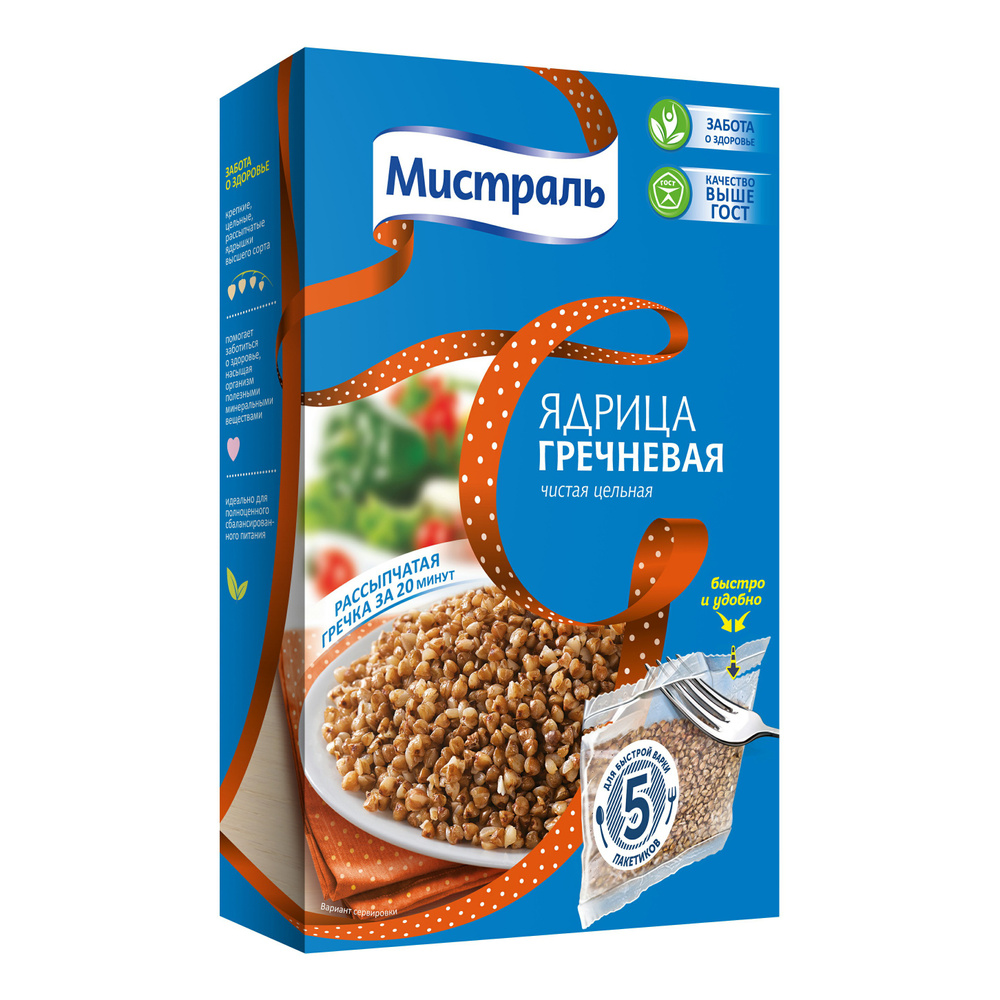 Мистраль
ЗАБОТА
О ЗДОРОВЬЕ
ГОСТ
КАЧЕСТВО
ВЫШЕ
ГОСТ
ЯДРИЦА
ГРЕЧНЕВАЯ
чистая цельная
РАССЫПЧАТАЯ
ГРЕЧКА ЗА 20 МИНУТ
быстро
и удобно
ДЛЯ БЫСТРОЙ ВАРКИ
5
ПАКЕТИКОВ
Вариант сервировки
ЗАБОТА
О ЗДОРОВЬЕ
крепкие,
цельные,
рассыпчатые
ядрышки
высшего сорта
помогает
заботиться
о здоровье,
насыщая
организм
полезными
минеральными
веществами
идеально для
полноценного
сбалансирован-
ного питания